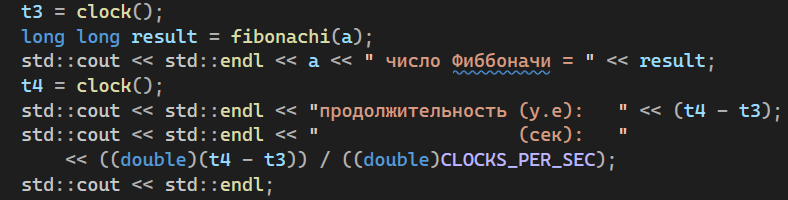 t3 = clock();
long long result = fibonachi(a);
std::cout << std::endl << a << " число Фиббоначи = " << result;
t4 = clock();
std::cout << std::endl << "продолжительность (у.е):   " << (t4 - t3);
std::cout << std::endl << "                  (сек):   "
    << ((double)(t4 - t3)) / ((double)CLOCKS_PER_SEC);
std::cout << std::endl;